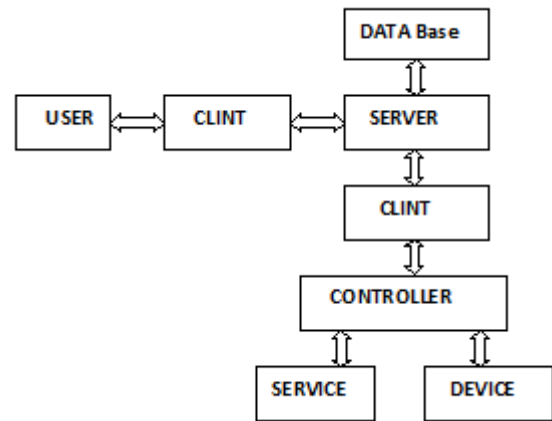 DATA Base
USER
CLINT
SERVER
CLINT
CONTROLLER
SERVICE
DEVICE